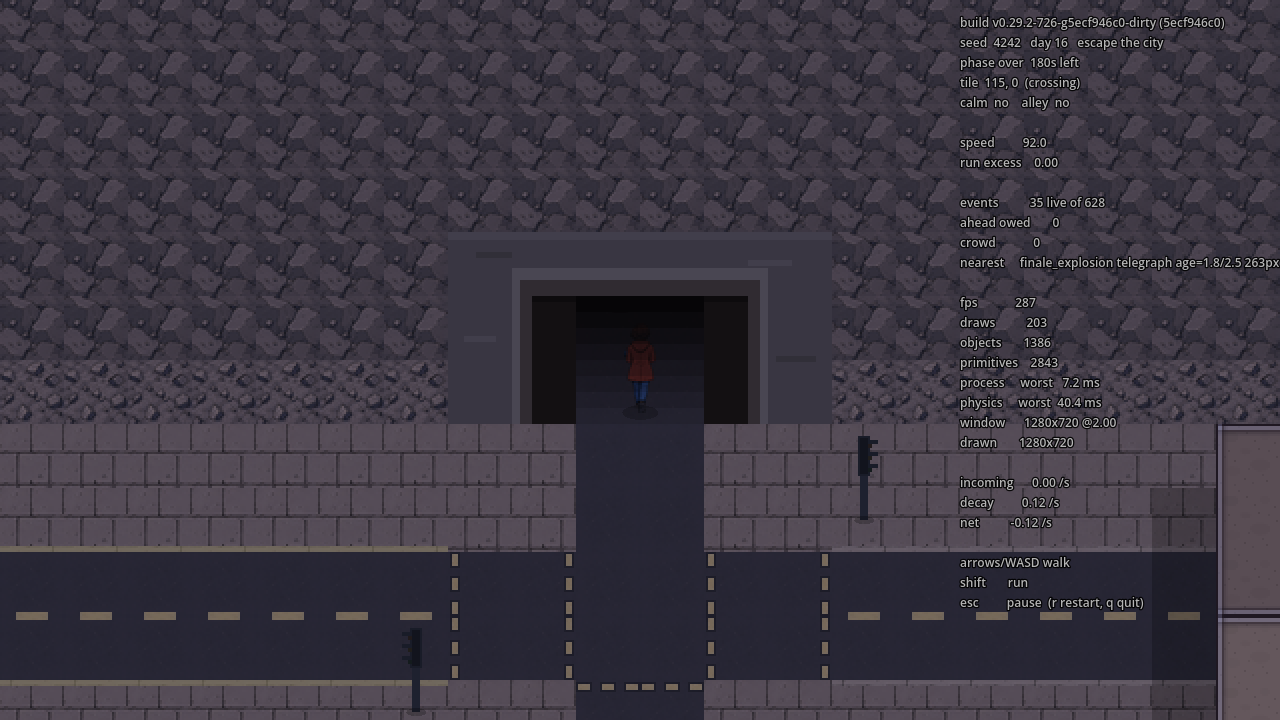 build v0.29.2-726-g5ecf946c0-dirty (5ecf946c0)
seed 4242 day 16 escape the city
phase over 180s left
tile 115, 0 (crossing)
calm no alley no
speed 92.0
run excess 0.00
events 35 live of 628
ahead owed 0
crowd 0
nearest finale_explosion telegraph age=1.8/2.5 263px
fps 287
draws 203
objects 1386
primitives 2843
process worst 7.2 ms
physics worst 40.4 ms
window 1280x720 @2.00
drawn 1280x720
incoming 0.00 /s
decay 0.12 /s
net -0.12 /s
arrows/WASD walk
shift run
esc pause (r restart, q quit)